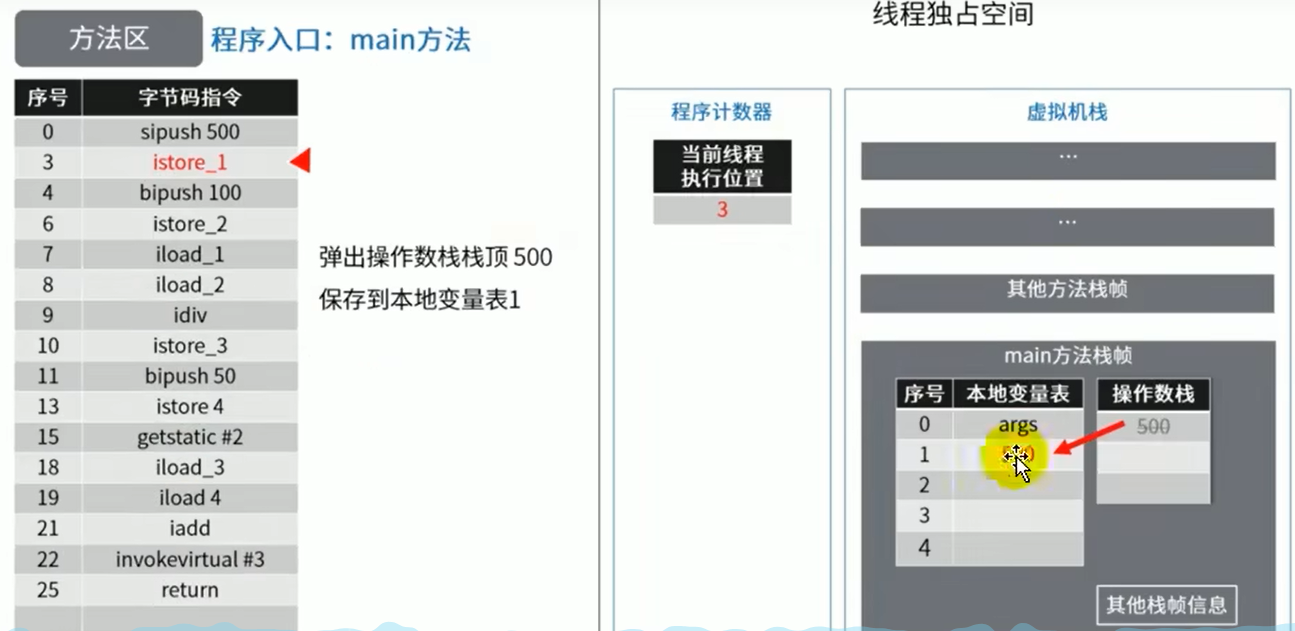 方法区 程序入口：main方法
序号 字节码指令
0 sipush 500
3 istore_1
4 bipush 100
6 istore_2
7 iload_1
8 iload_2
9 idiv
10 istore_3
11 bipush 50
13 istore 4
15 getstatic #2
18 iload_3
19 iload 4
21 iadd
22 invokevirtual #3
25 return
弹出操作数栈栈顶 500
保存到本地变量表1
线程独占空间
程序计数器
当前线程
执行位置
3
虚拟机栈
...
...
其他方法栈帧
main方法栈帧
序号 本地变量表 操作数栈
0 args 500
1
2
3
4
其他栈帧信息